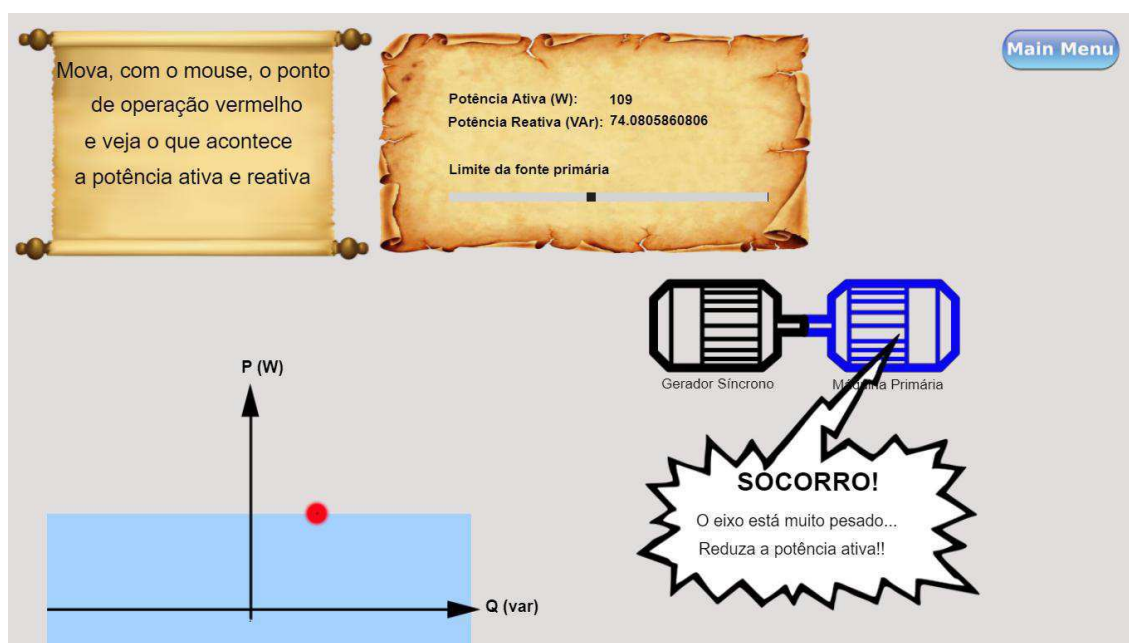 Mova, com o mouse, o ponto
de operação vermelho
e veja o que acontece
a potência ativa e reativa
Potência Ativa (W): 109
Potência Reativa (VAr): 74.0805860806
Limite da fonte primária
Main Menu
Gerador Síncrono
Máquina Primária
SOCORRO!
O eixo está muito pesado...
Reduza a potência ativa!!
P (W)
Q (var)